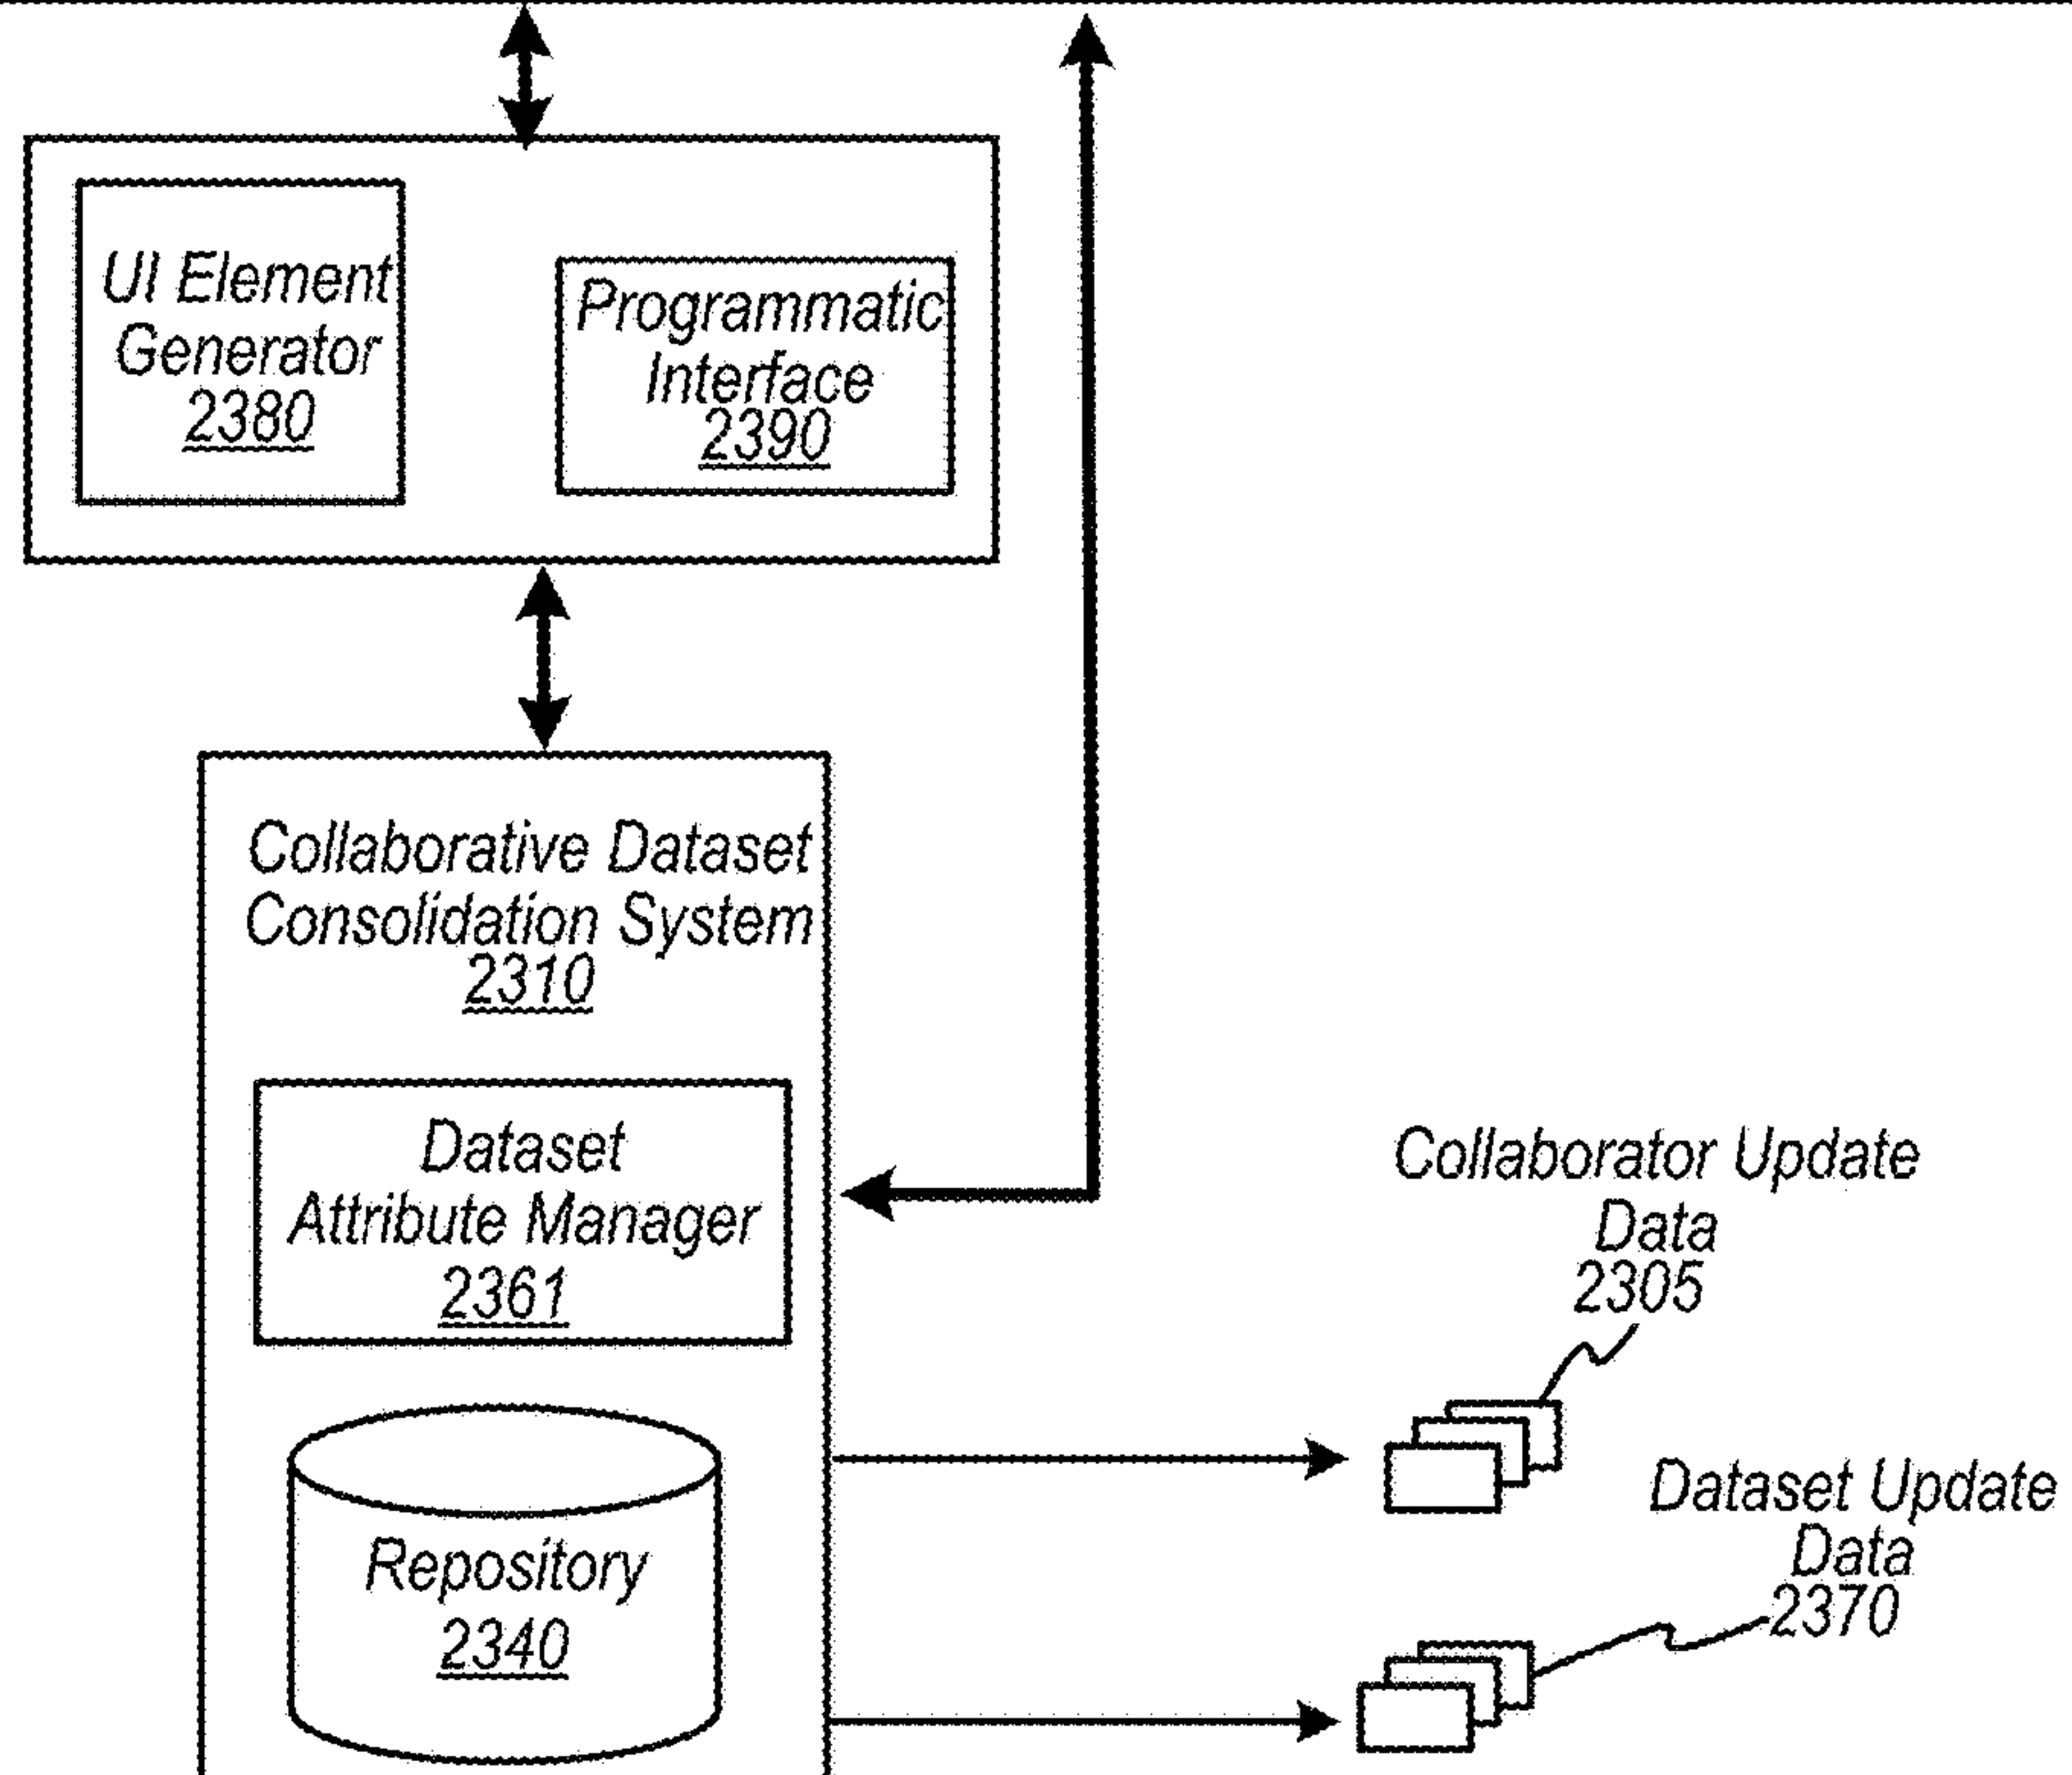 UI Element
Generator
2380
Programmatic
Interface
2390
Collaborative Dataset
Consolidation System
2310
Dataset
Attribute Manager
2361
Collaborator Update
Data
2305
Repository
2340
Dataset Update
Data
2370